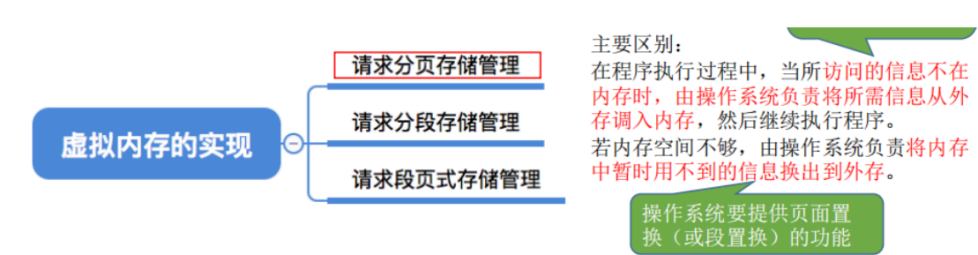 虚拟内存的实现
请求分页存储管理
请求分段存储管理
请求段页式存储管理
主要区别：
在程序执行过程中，当所访问的信息不在
内存时，由操作系统负责将所需信息从外
存调入内存，然后继续执行程序。
若内存空间不够，由操作系统负责将内存
中暂时用不到的信息换出到外存。
操作系统要提供页面置
换（或段置换）的功能